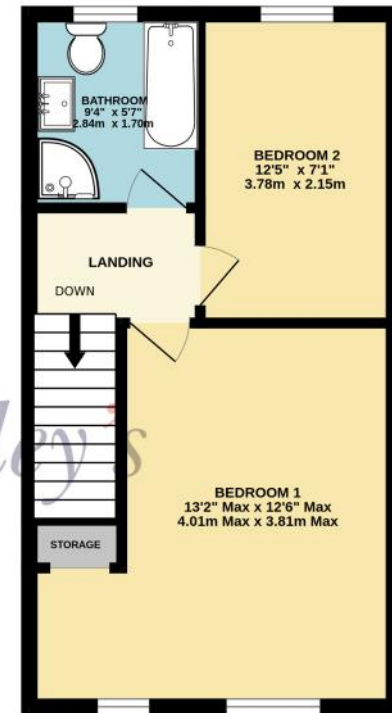 BATHROOM
9'4" x 5'7"
2.84m x 1.70m
BEDROOM 2
12'5" x 7'1"
3.78m x 2.15m
LANDING
DOWN
BEDROOM 1
13'2" Max x 12'6" Max
4.01m Max x 3.81m Max
STORAGE